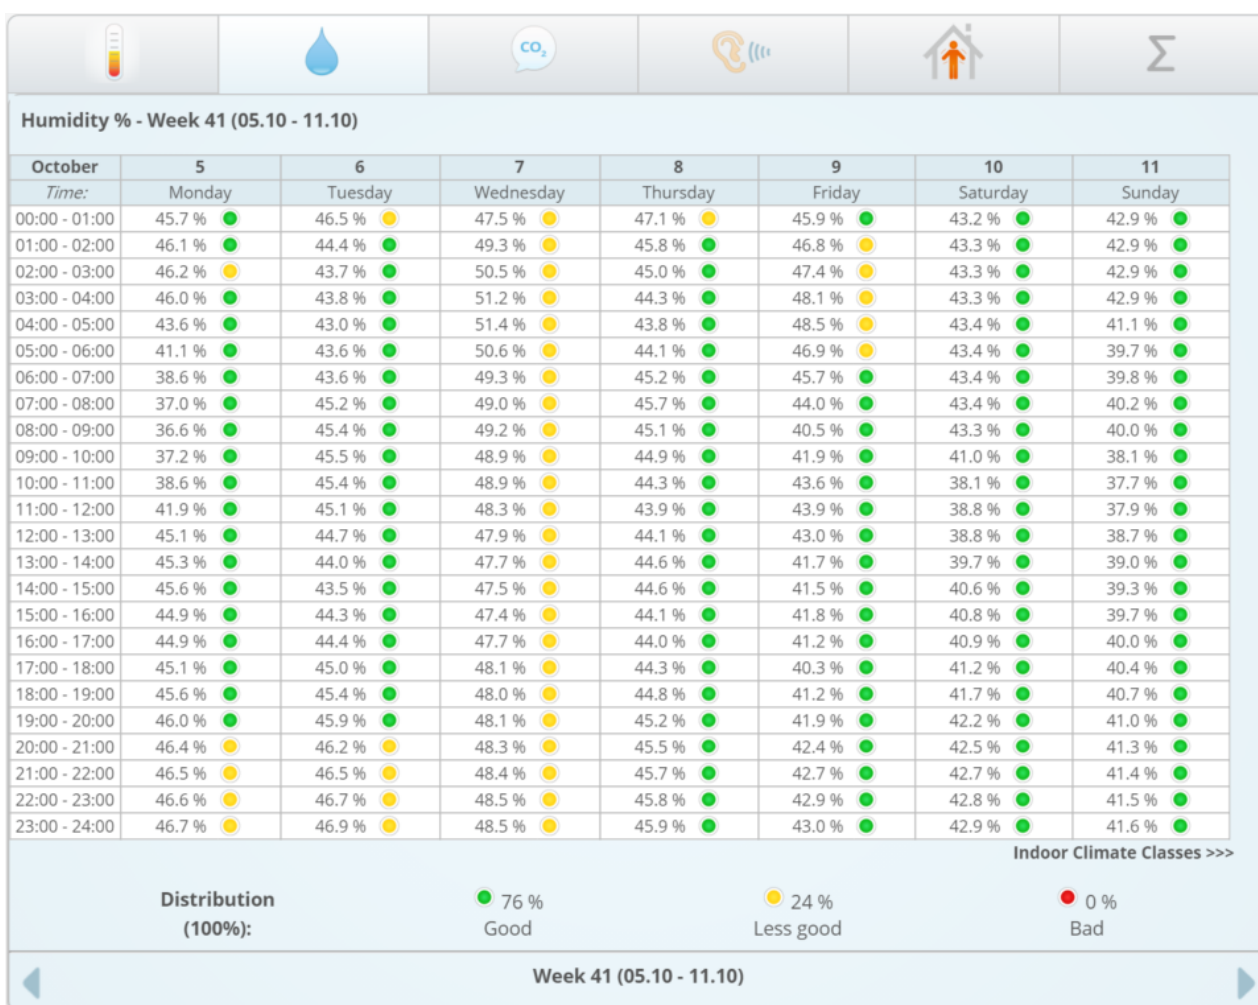 CO2
Σ
Humidity % - Week 41 (05.10 - 11.10)
October 5 6 7 8 9 10 11
Time: Monday Tuesday Wednesday Thursday Friday Saturday Sunday
00:00 - 01:00 45.7 % 46.5 % 47.5 % 47.1 % 45.9 % 43.2 % 42.9 %
01:00 - 02:00 46.1 % 44.4 % 49.3 % 45.8 % 46.8 % 43.3 % 42.9 %
02:00 - 03:00 46.2 % 43.7 % 50.5 % 45.0 % 47.4 % 43.3 % 42.9 %
03:00 - 04:00 46.0 % 43.8 % 51.2 % 44.3 % 48.1 % 43.3 % 42.9 %
04:00 - 05:00 43.6 % 43.0 % 51.4 % 43.8 % 48.5 % 43.4 % 41.1 %
05:00 - 06:00 41.1 % 43.6 % 50.6 % 44.1 % 46.9 % 43.4 % 39.7 %
06:00 - 07:00 38.6 % 43.6 % 49.3 % 45.2 % 45.7 % 43.4 % 39.8 %
07:00 - 08:00 37.0 % 45.2 % 49.0 % 45.7 % 44.0 % 43.4 % 40.2 %
08:00 - 09:00 36.6 % 45.4 % 49.2 % 45.1 % 40.5 % 43.3 % 40.0 %
09:00 - 10:00 37.2 % 45.5 % 48.9 % 44.9 % 41.9 % 41.0 % 38.1 %
10:00 - 11:00 38.6 % 45.4 % 48.9 % 44.3 % 43.6 % 38.1 % 37.7 %
11:00 - 12:00 41.9 % 45.1 % 48.3 % 43.9 % 43.9 % 38.8 % 37.9 %
12:00 - 13:00 45.1 % 44.7 % 47.9 % 44.1 % 43.0 % 38.8 % 38.7 %
13:00 - 14:00 45.3 % 44.0 % 47.7 % 44.6 % 41.7 % 39.7 % 39.0 %
14:00 - 15:00 45.6 % 43.5 % 47.5 % 44.6 % 41.5 % 40.6 % 39.3 %
15:00 - 16:00 44.9 % 44.3 % 47.4 % 44.1 % 41.8 % 40.8 % 39.7 %
16:00 - 17:00 44.9 % 44.4 % 47.7 % 44.0 % 41.2 % 40.9 % 40.0 %
17:00 - 18:00 45.1 % 45.0 % 48.1 % 44.3 % 40.3 % 41.2 % 40.4 %
18:00 - 19:00 45.6 % 45.4 % 48.0 % 44.8 % 41.2 % 41.7 % 40.7 %
19:00 - 20:00 46.0 % 45.9 % 48.1 % 45.2 % 41.9 % 42.2 % 41.0 %
20:00 - 21:00 46.4 % 46.2 % 48.3 % 45.5 % 42.4 % 42.5 % 41.3 %
21:00 - 22:00 46.5 % 46.5 % 48.4 % 45.7 % 42.7 % 42.7 % 41.4 %
22:00 - 23:00 46.6 % 46.7 % 48.5 % 45.8 % 42.9 % 42.8 % 41.5 %
23:00 - 24:00 46.7 % 46.9 % 48.5 % 45.9 % 43.0 % 42.9 % 41.6 %
Indoor Climate Classes >>>
Distribution 76 % 24 % 0 %
(100%): Good Less good Bad
Week 41 (05.10 - 11.10)